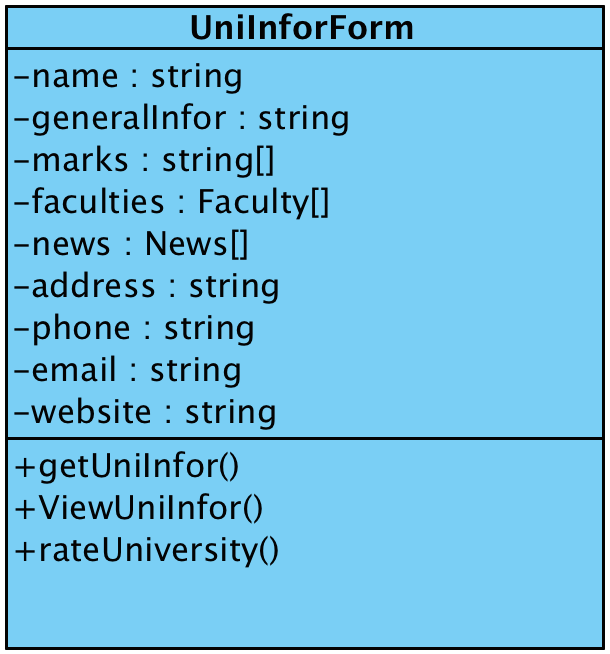 UniInforForm
-name : string
-generalInfor : string
-marks : string[]
-faculties : Faculty[]
-news : News[]
-address : string
-phone : string
-email : string
-website : string
+getUniInfor()
+ViewUniInfor()
+rateUniversity()